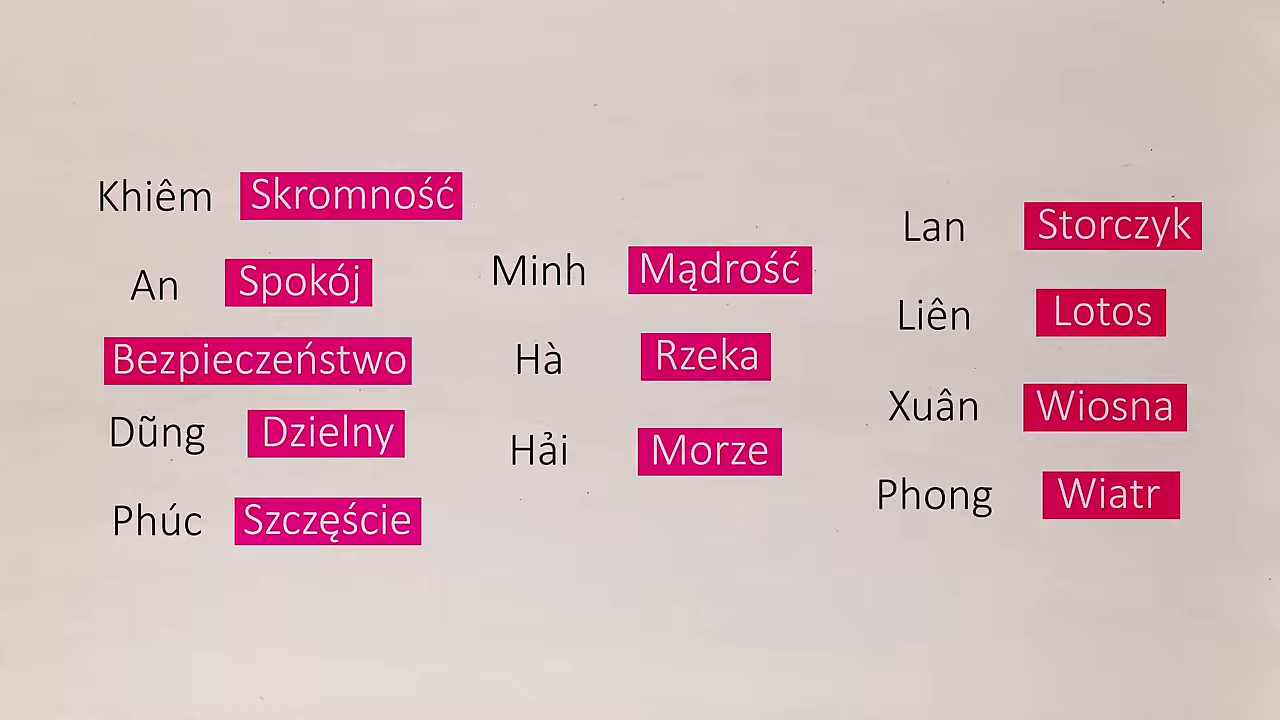 Khiêm Skromność
An Spokój
Bezpieczeństwo
Dũng Dzielny
Phúc Szczęście
Minh Mądrość
Hà Rzeka
Hải Morze
Lan Storczyk
Liên Lotos
Xuân Wiosna
Phong Wiatr